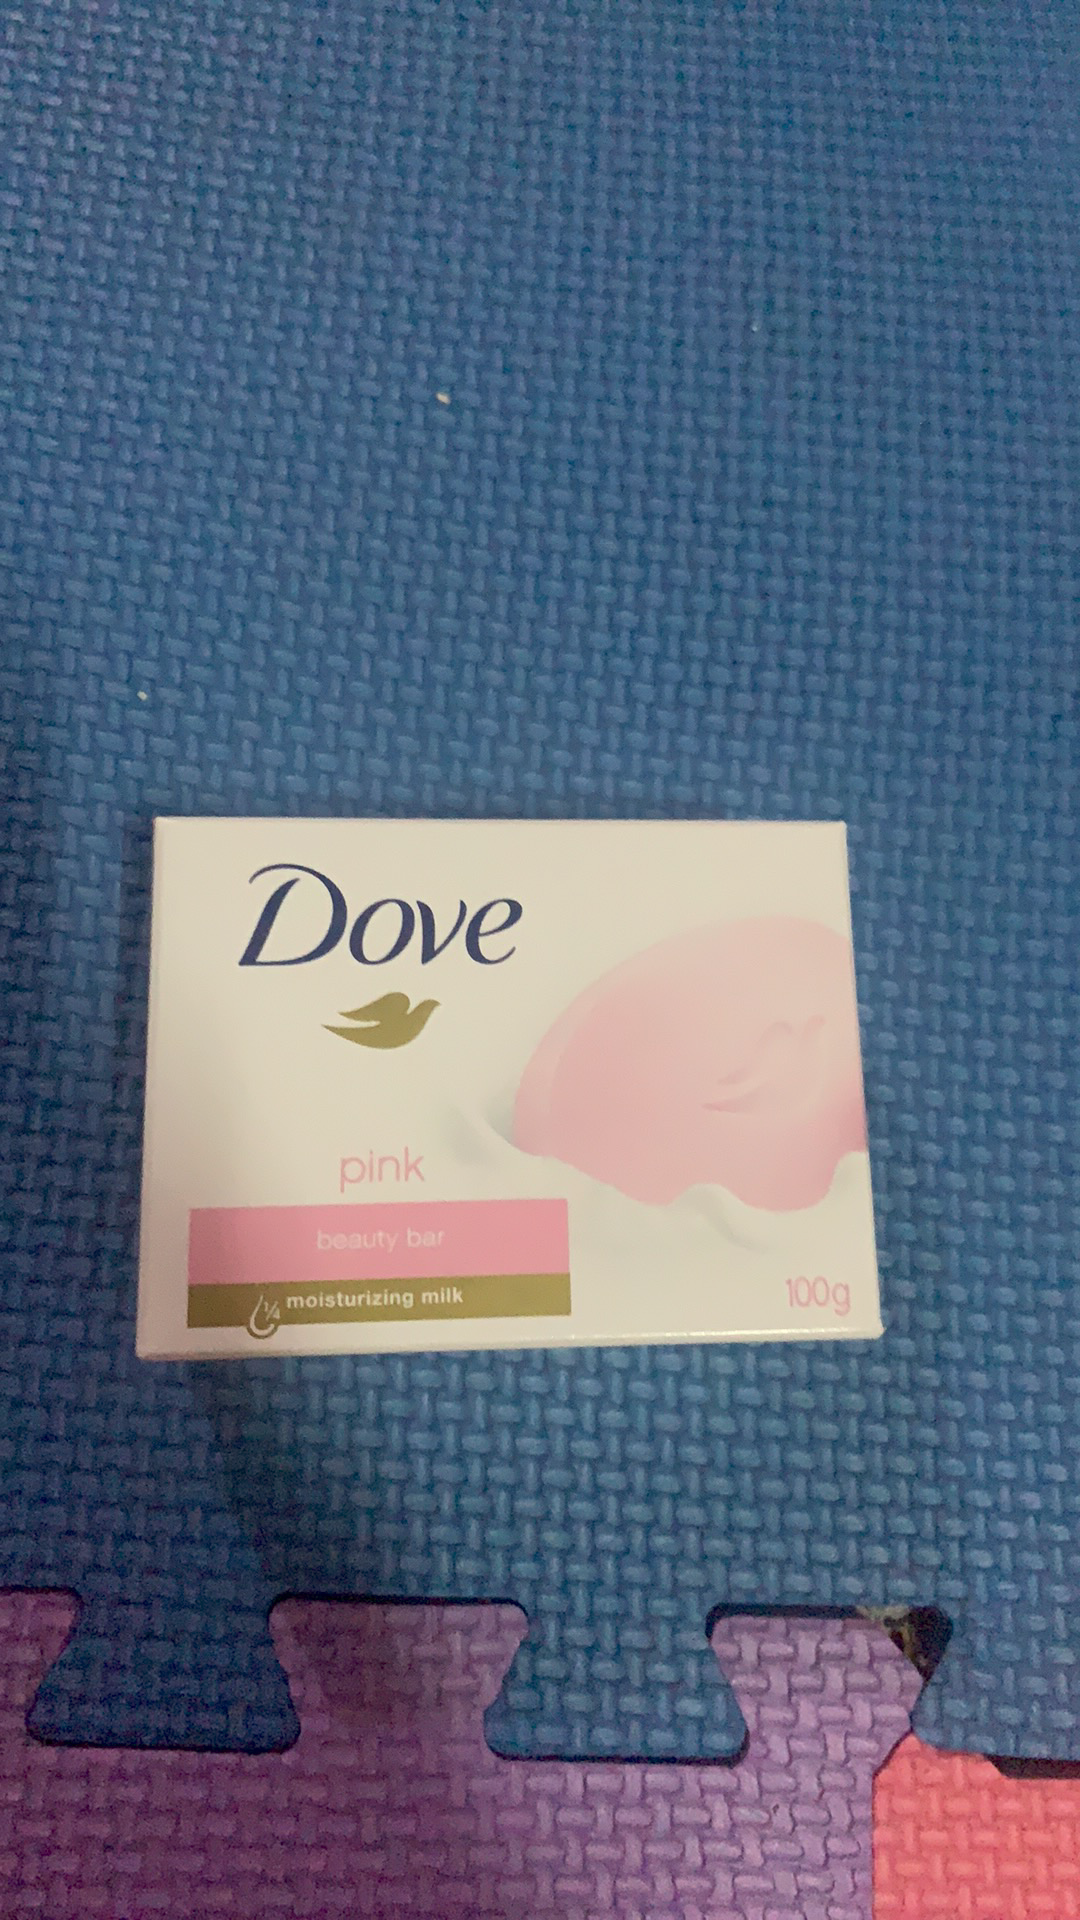 Dove
pink
beauty bar
¼ moisturizing milk
100g